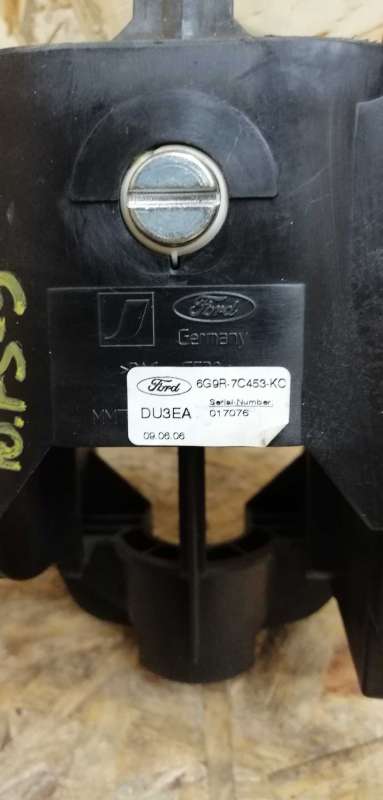 Ford
Germany
Ford 6G9R-7C453-KC
Serial-Number:
DU3EA 017076
09.06.06